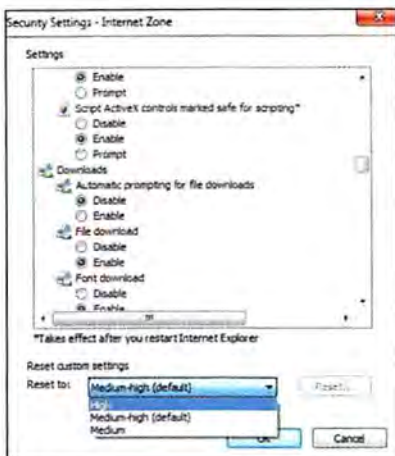 Security Settings - Internet Zone
Settings
Enable
Prompt
Script ActiveX controls marked safe for scripting*
Disable
Enable
Prompt
Downloads
Automatic prompting for file downloads
Disable
Enable
File download
Disable
Enable
Font download
Disable
Enable
*Takes effect after you restart Internet Explorer
Reset custom settings
Reset to: Medium-high (default) Reset...
High
Medium-high (default)
Medium
OK Cancel